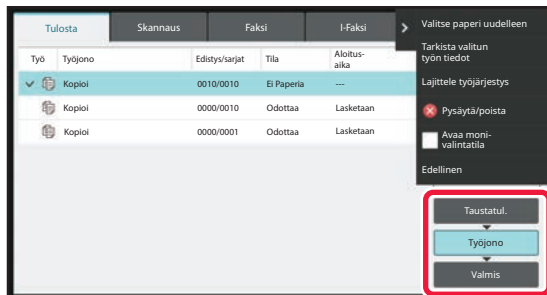 Tulosta Skannaus Faksi I-Faksi
Työ Työjono Edistys/sarjat Tila Aloitus-
aika
Kopioi 0010/0010 Ei Paperia ---
Kopioi 0000/0010 Odottaa Lasketaan
Kopioi 0000/0001 Odottaa Lasketaan
Valitse paperi uudelleen
Tarkista valitun
työn tiedot
Lajittele työjärjestys
Pysäytä/poista
Avaa moni-
valintatila
Edellinen
Taustatul.
Työjono
Valmis